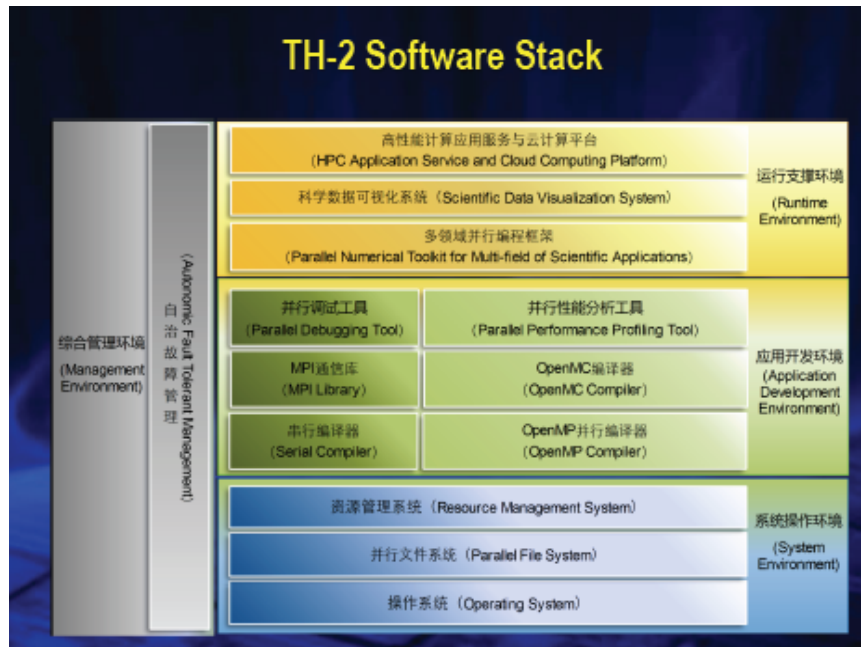 TH-2 Software Stack
综合管理环境
(Management
Environment)
自治故障管理
(Autonomic Fault Tolerant Management)
高性能计算应用服务与云计算平台
(HPC Application Service and Cloud Computing Platform)
科学数据可视化系统（Scientific Data Visualization System）
多领域并行编程框架
(Parallel Numerical Toolkit for Multi-field of Scientific Applications)
运行支撑环境
(Runtime
Environment)
并行调试工具
(Parallel Debugging Tool)
并行性能分析工具
(Parallel Performance Profiling Tool)
MPI通信库
(MPI Library)
OpenMC编译器
(OpenMC Compiler)
串行编译器
(Serial Compiler)
OpenMP并行编译器
(OpenMP Compiler)
应用开发环境
(Application
Development
Environment)
资源管理系统（Resource Management System）
并行文件系统（Parallel File System）
操作系统（Operating System）
系统操作环境
(System
Environment)